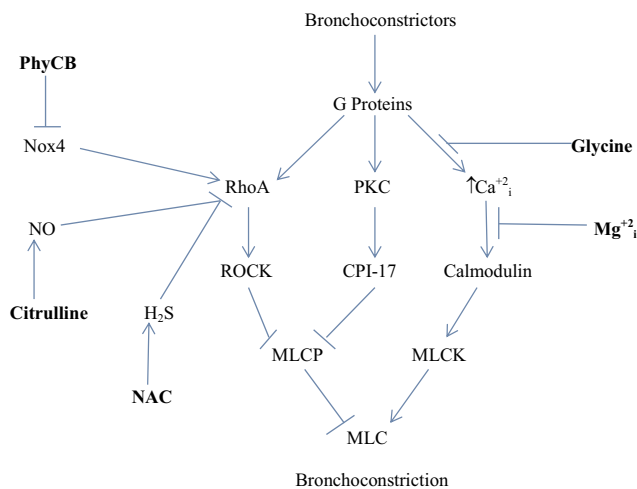 Bronchoconstrictors
PhyCB
G Proteins
Nox4
Glycine
RhoA
PKC
↑Ca⁺²ᵢ
NO
Mg⁺²ᵢ
ROCK
CPI-17
Calmodulin
Citrulline
H₂S
MLCP
MLCK
NAC
MLC
Bronchoconstriction